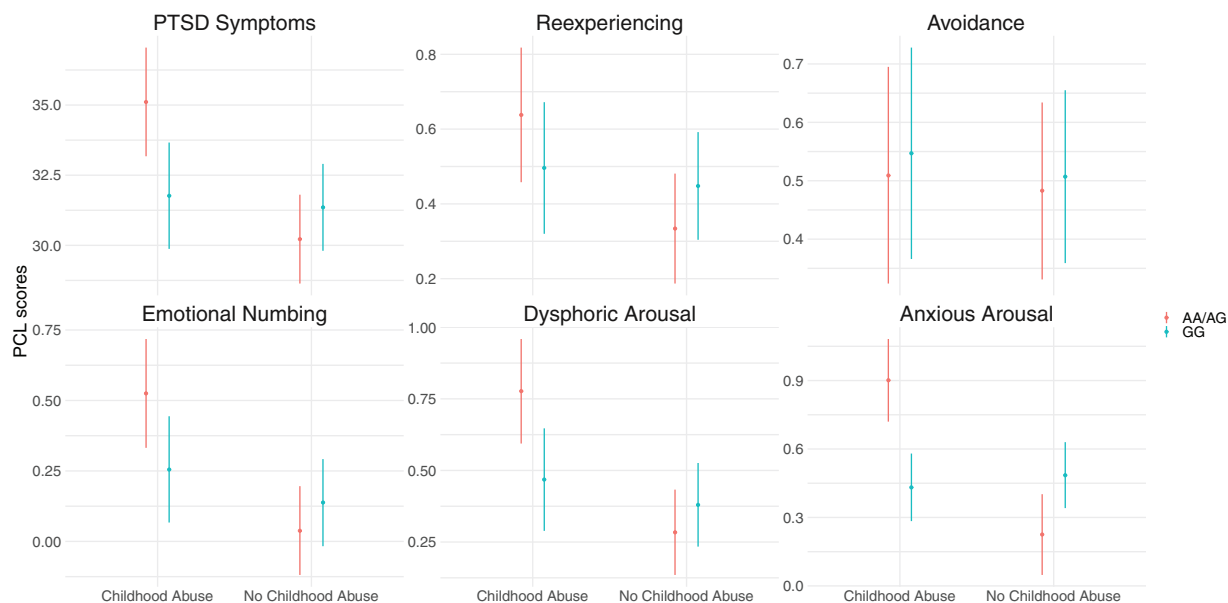 PTSD Symptoms
Reexperiencing
Avoidance
35.0
32.5
30.0
0.8
0.6
0.4
0.2
0.7
0.6
0.5
0.4
PCL scores
Emotional Numbing
Dysphoric Arousal
Anxious Arousal
0.75
0.50
0.25
0.00
1.00
0.75
0.50
0.25
0.9
0.6
0.3
0.0
AA/AG
GG
Childhood Abuse No Childhood Abuse
Childhood Abuse No Childhood Abuse
Childhood Abuse No Childhood Abuse